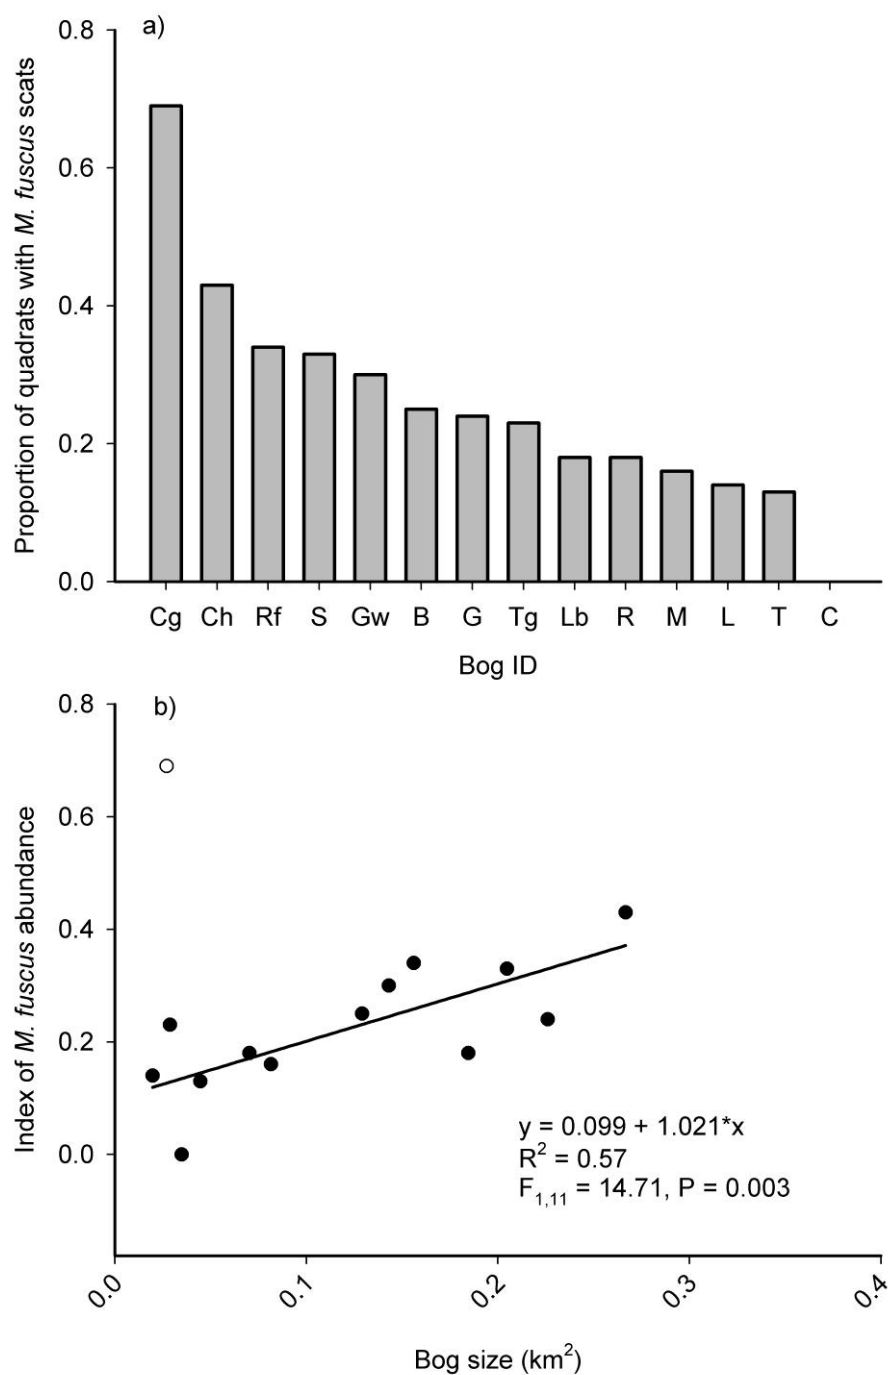 a)
Proportion of quadrats with M. fuscus scats
0.8
0.6
0.4
0.2
0.0
Cg Ch Rf S Gw B G Tg Lb R M L T C
Bog ID
b)
Index of M. fuscus abundance
0.8
0.6
0.4
0.2
0.0
y = 0.099 + 1.021*x
R² = 0.57
F₁,₁₁ = 14.71, P = 0.003
0.0 0.1 0.2 0.3 0.4
Bog size (km²)